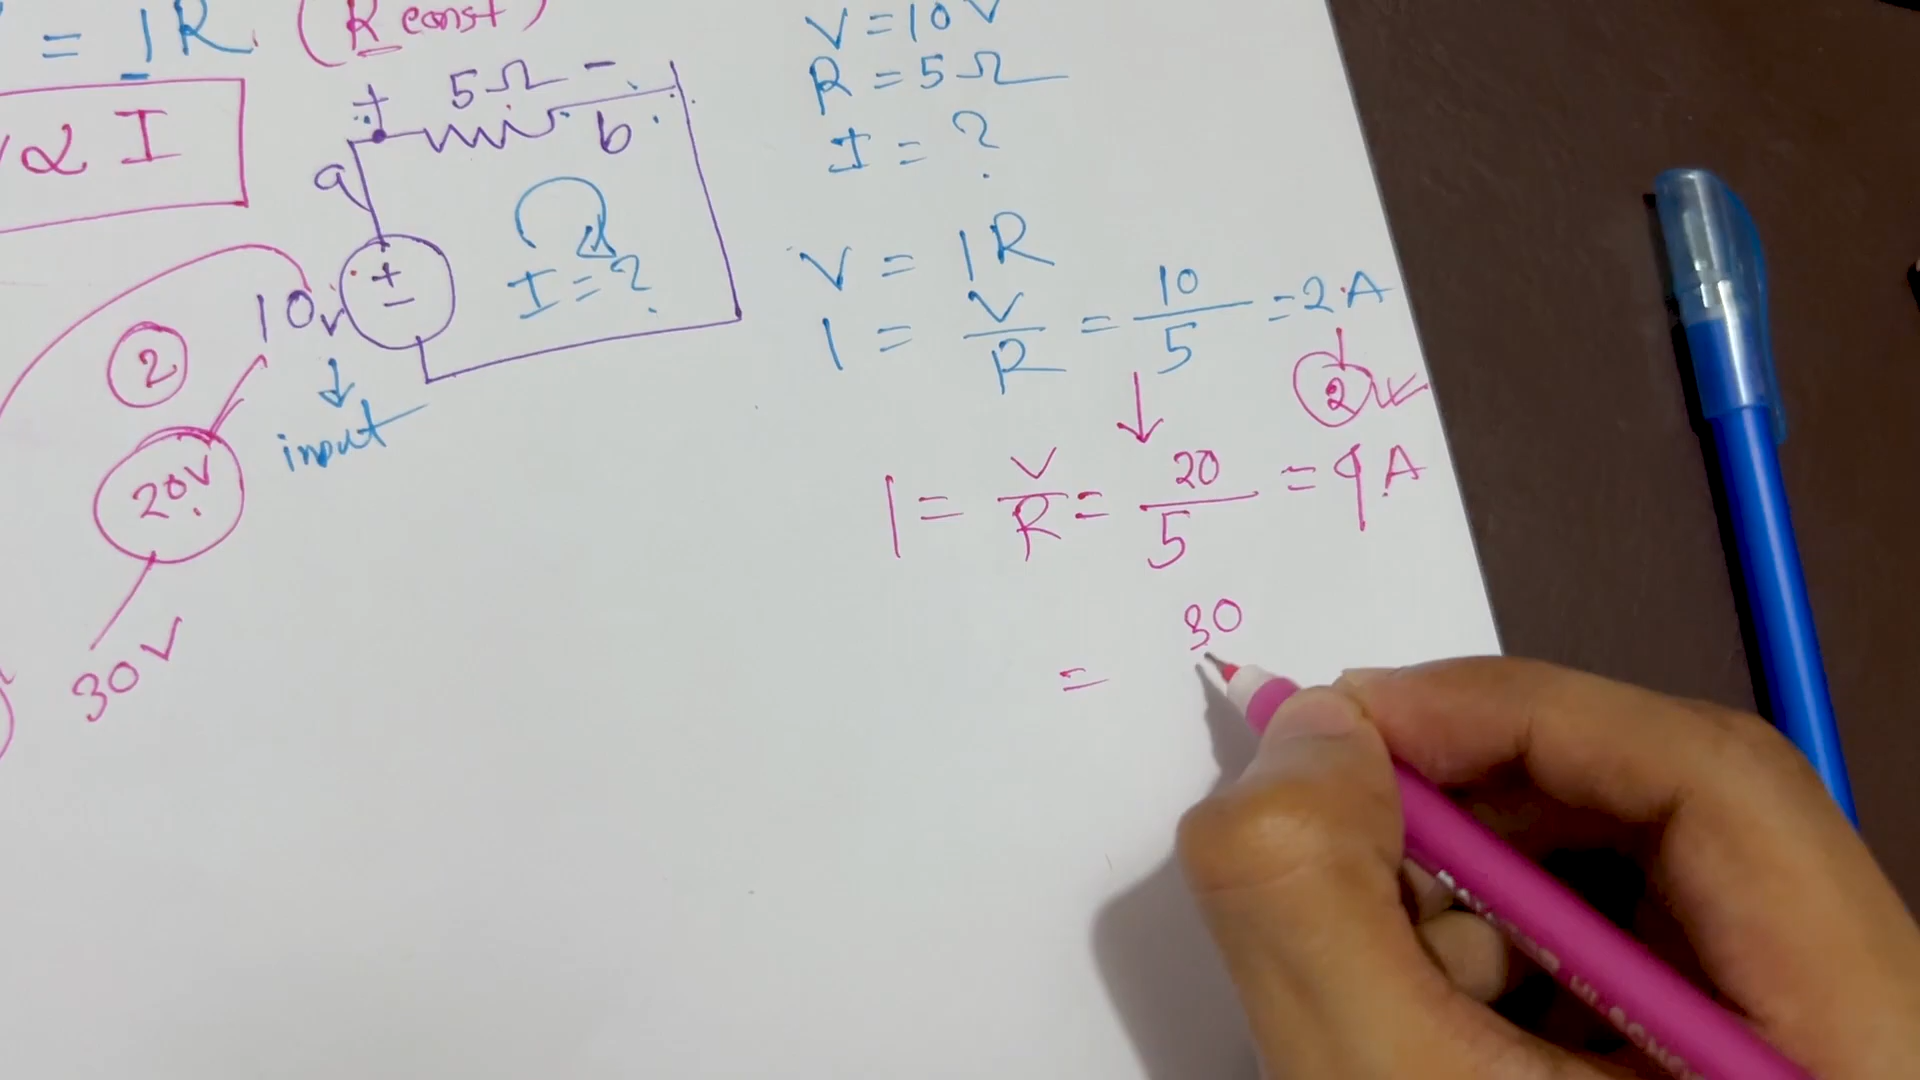 = IR (R const)
V = 10V
R = 5Ω
I = ?
+ 5Ω -
a
b
∝ I
10v
+
-
I = ?
input
2
20V
30V
V = IR
I = V/R = 10/5 = 2A
2
I = V/R = 20/5 = 4A
= 30